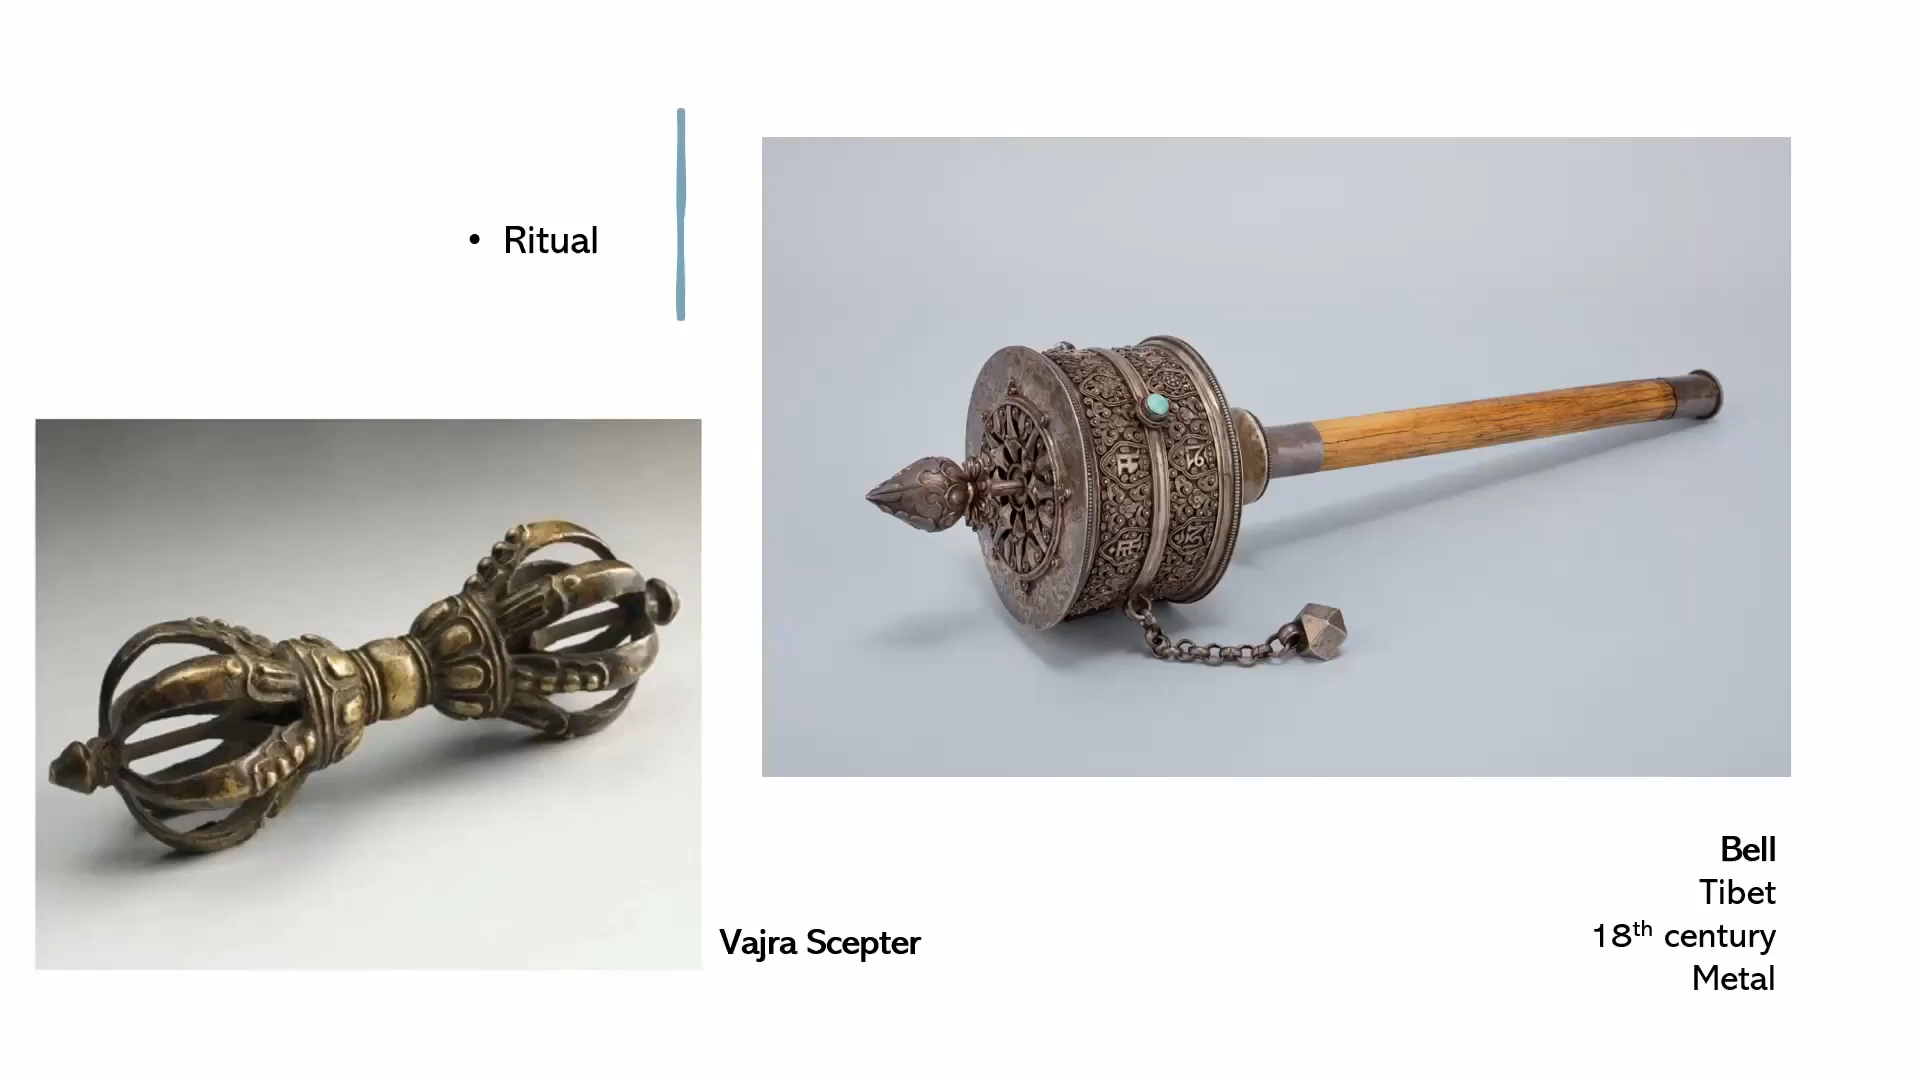 • Ritual
Vajra Scepter
Bell
Tibet
18th century
Metal